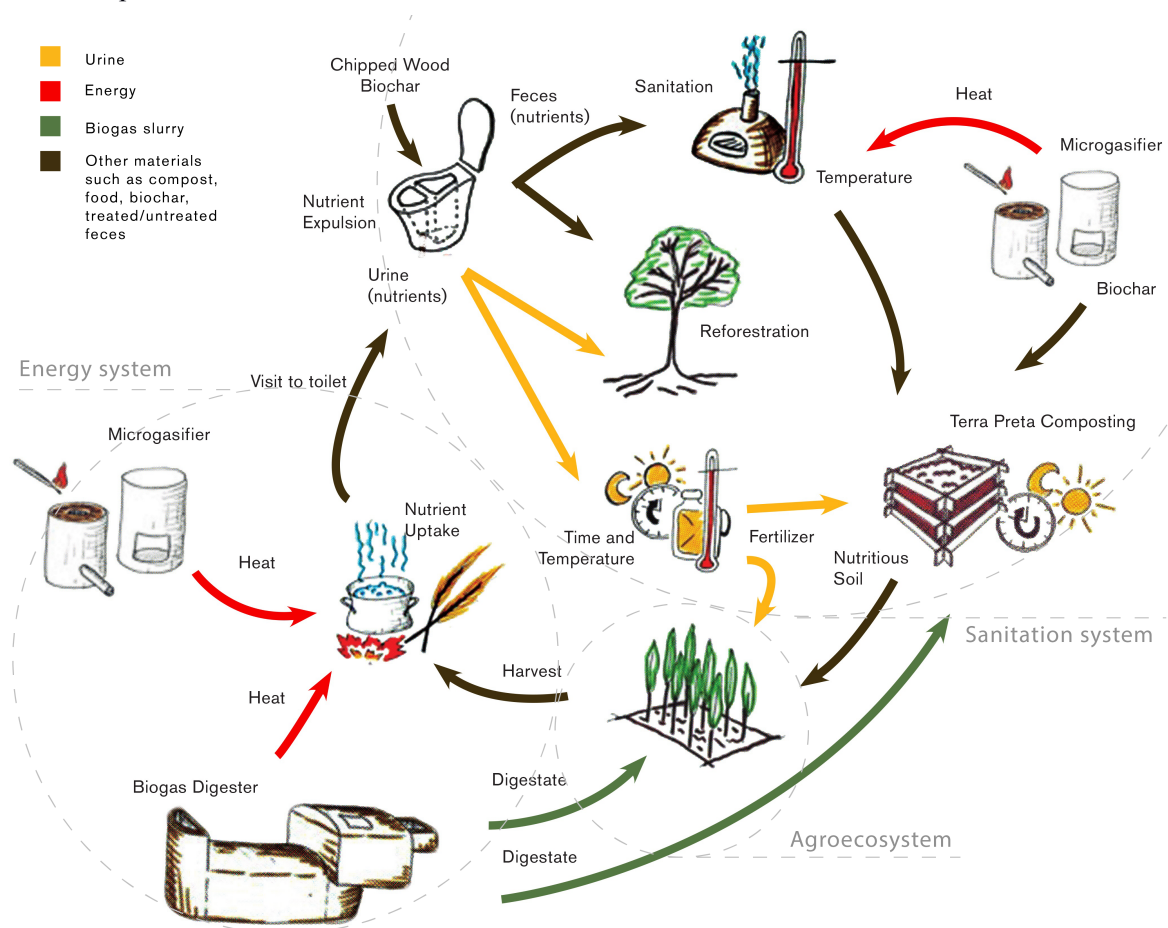 Urine
Energy
Biogas slurry
Other materials
such as compost,
food, biochar,
treated/untreated
feces
Chipped Wood
Biochar
Feces
(nutrients)
Sanitation
Heat
Microgasifier
Temperature
Nutrient
Expulsion
Urine
(nutrients)
Biochar
Reforestration
Energy system
Visit to toilet
Microgasifier
Terra Preta Composting
Nutrient
Uptake
Time and
Temperature
Fertilizer
Heat
Nutritious
Soil
Sanitation system
Harvest
Heat
Biogas Digester
Digestate
Agroecosystem
Digestate